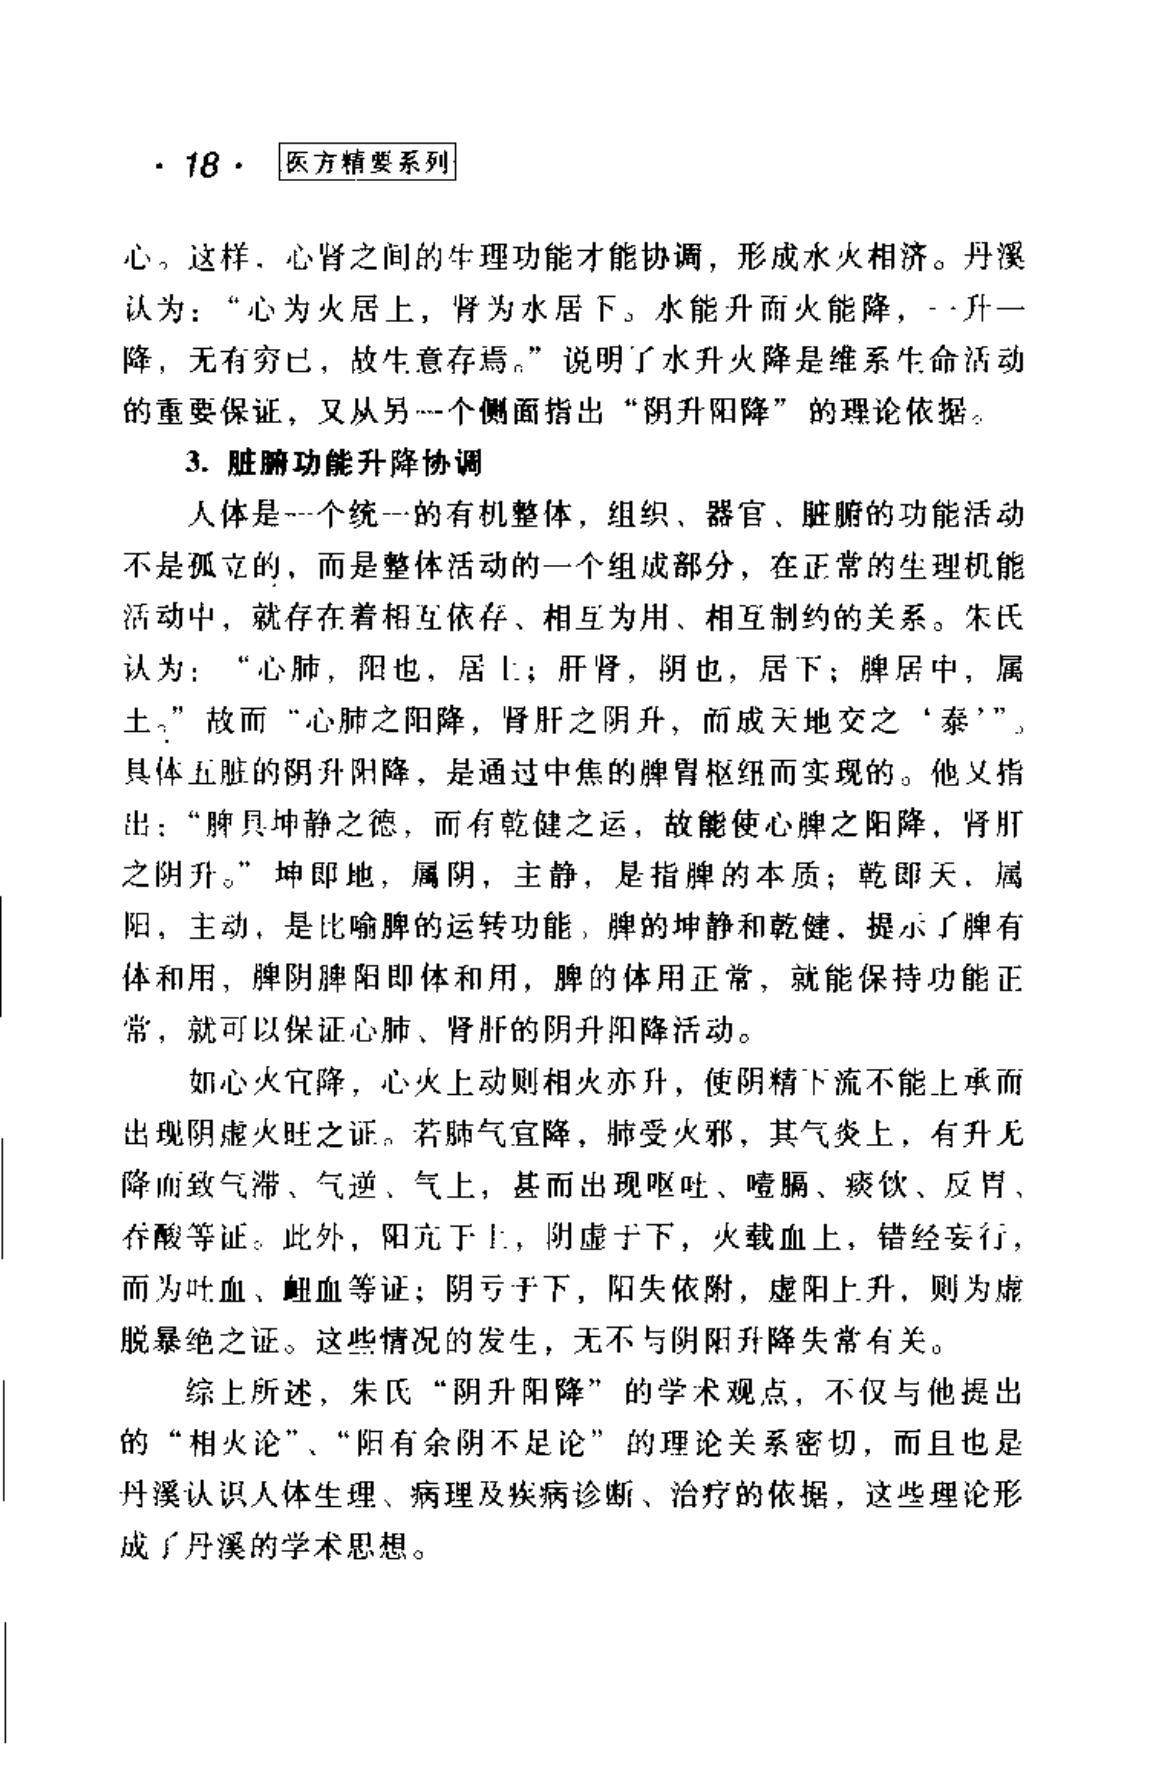 · 18 · 医方精要系列
心。这样，心肾之间的生理功能才能协调，形成水火相济。丹溪
认为：“心为火居上，肾为水居下。水能升而火能降，一升一
降，无有穷已，故生意存焉。”说明了水升火降是维系生命活动
的重要保证，又从另一个侧面指出“阴升阳降”的理论依据。
3. 脏腑功能升降协调
人体是一个统一的有机整体，组织、器官、脏腑的功能活动
不是孤立的，而是整体活动的一个组成部分，在正常的生理机能
活动中，就存在着相互依存、相互为用、相互制约的关系。朱氏
认为：“心肺，阳也，居上；肝肾，阴也，居下；脾居中，属
土。”故而“心肺之阳降，肾肝之阴升，而成天地交之‘泰’”。
具体五脏的阴升阳降，是通过中焦的脾胃枢纽而实现的。他又指
出：“脾具坤静之德，而有乾健之运，故能使心脾之阳降，肾肝
之阴升。”坤即地，属阴，主静，是指脾的本质；乾即天，属
阳，主动，是比喻脾的运转功能，脾的坤静和乾健，提示了脾有
体和用，脾阴脾阳即体和用，脾的体用正常，就能保持功能正
常，就可以保证心肺、肾肝的阴升阳降活动。
如心火宜降，心火上动则相火亦升，使阴精下流不能上承而
出现阴虚火旺之证。若肺气宜降，肺受火邪，其气炎上，有升无
降而致气滞、气逆、气上，甚而出现呕吐、噎膈、痰饮、反胃、
吞酸等证。此外，阳亢于上，阴虚于下，火载血上，错经妄行，
而为吐血、衄血等证；阴亏于下，阳失依附，虚阳上升，则为虚
脱暴绝之证。这些情况的发生，无不与阴阳升降失常有关。
综上所述，朱氏“阴升阳降”的学术观点，不仅与他提出
的“相火论”、“阳有余阴不足论”的理论关系密切，而且也是
丹溪认识人体生理、病理及疾病诊断、治疗的依据，这些理论形
成了丹溪的学术思想。